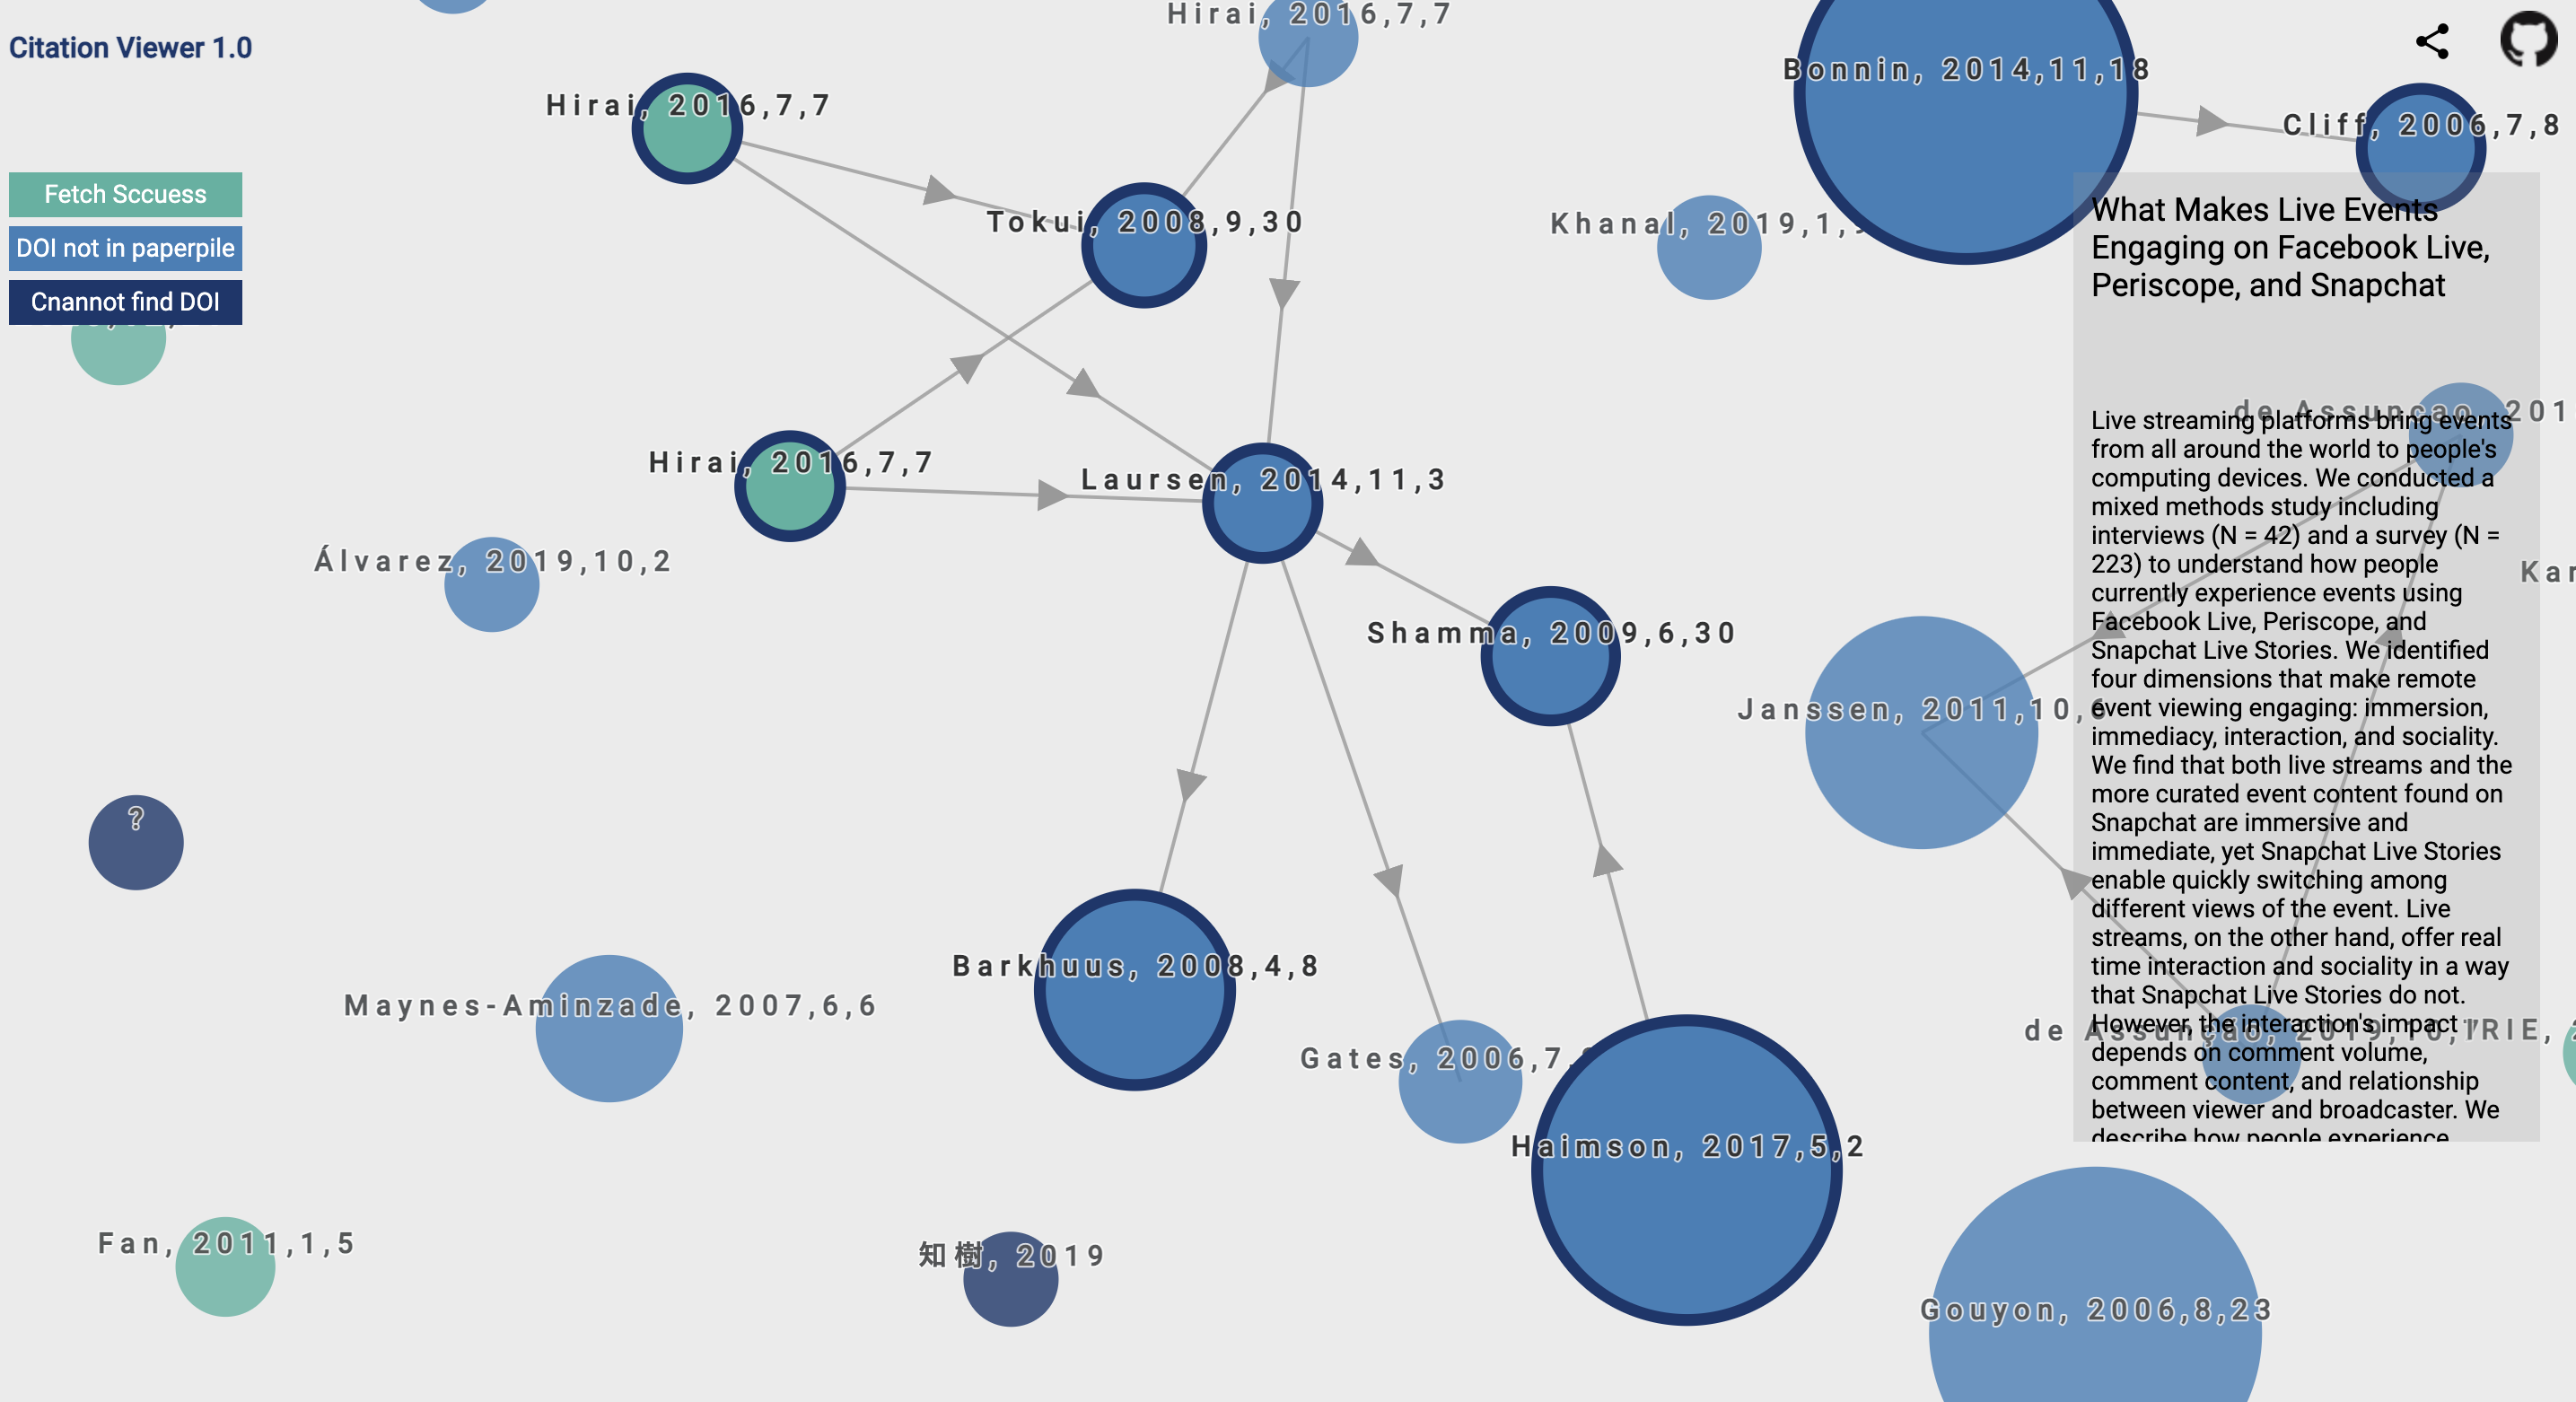 Citation Viewer 1.0
Fetch Sccuess
DOI not in paperpile
Cnannot find DOI
Hirai, 2016,7,7
Hirai, 2016,7,7
Bonnin, 2014,11,18
Cliff, 2006,7,8
Tokui, 2008,9,30
Khanal, 2019,1,
Hirai, 2016,7,7
Laursen, 2014,11,3
Álvarez, 2019,10,2
Shamma, 2009,6,30
Janssen, 2011,10,6
?
Barkhuus, 2008,4,8
Maynes-Aminzade, 2007,6,6
Gates, 2006,7,
Haimson, 2017,5,2
Fan, 2011,1,5
知樹, 2019
Gouyon, 2006,8,23
de Assunçao, 201
Kar
de Assunção, 2019,10,
IRIE, 2
What Makes Live Events
Engaging on Facebook Live,
Periscope, and Snapchat
Live streaming platforms bring events
from all around the world to people's
computing devices. We conducted a
mixed methods study including
interviews (N = 42) and a survey (N =
223) to understand how people
currently experience events using
Facebook Live, Periscope, and
Snapchat Live Stories. We identified
four dimensions that make remote
event viewing engaging: immersion,
immediacy, interaction, and sociality.
We find that both live streams and the
more curated event content found on
Snapchat are immersive and
immediate, yet Snapchat Live Stories
enable quickly switching among
different views of the event. Live
streams, on the other hand, offer real
time interaction and sociality in a way
that Snapchat Live Stories do not.
However, the interaction's impact
depends on comment volume,
comment content, and relationship
between viewer and broadcaster. We
describe how people experience